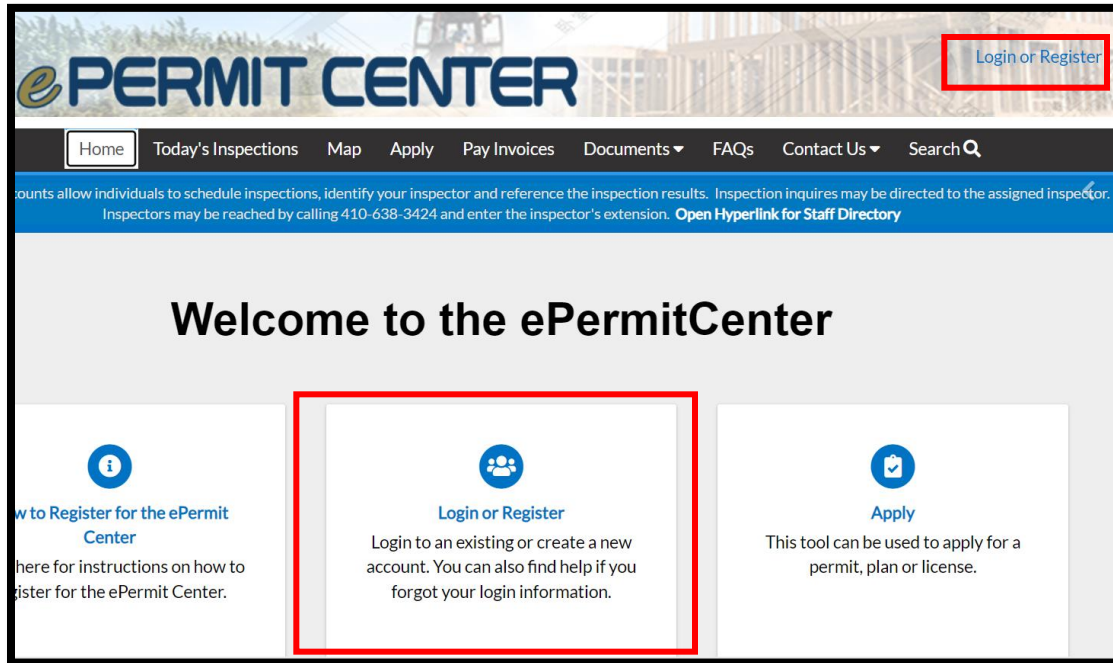 ePERMIT CENTER
Login or Register
Home Today's Inspections Map Apply Pay Invoices Documents FAQs Contact Us Search
counts allow individuals to schedule inspections, identify your inspector and reference the inspection results. Inspection inquires may be directed to the assigned inspector.
Inspectors may be reached by calling 410-638-3424 and enter the inspector's extension. Open Hyperlink for Staff Directory
Welcome to the ePermitCenter
w to Register for the ePermit
Center
here for instructions on how to
gister for the ePermit Center.
Login or Register
Login to an existing or create a new
account. You can also find help if you
forgot your login information.
Apply
This tool can be used to apply for a
permit, plan or license.